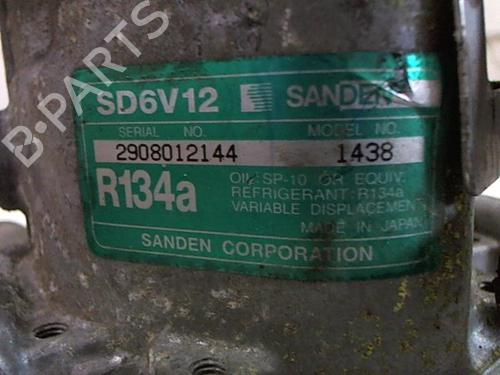 B-PARTS
SD6V12 SANDEN
SERIAL NO. MODEL NO.
2908012144 1438
R134a
OIL: SP-10 OR EQUIV.
REFRIGERANT: R134a
VARIABLE DISPLACEMENT
MADE IN JAPAN
SANDEN CORPORATION